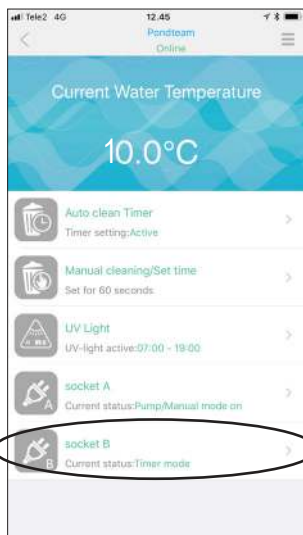 Tele2 4G 12.45
Pondteam
Online
Current Water Temperature
10.0°C
Auto clean Timer
Timer setting:Active
Manual cleaning/Set time
Set for 60 seconds
UV Light
UV-light active:07:00 - 19:00
socket A
A
Current status:Pump/Manual mode on
socket B
B
Current status:Timer mode